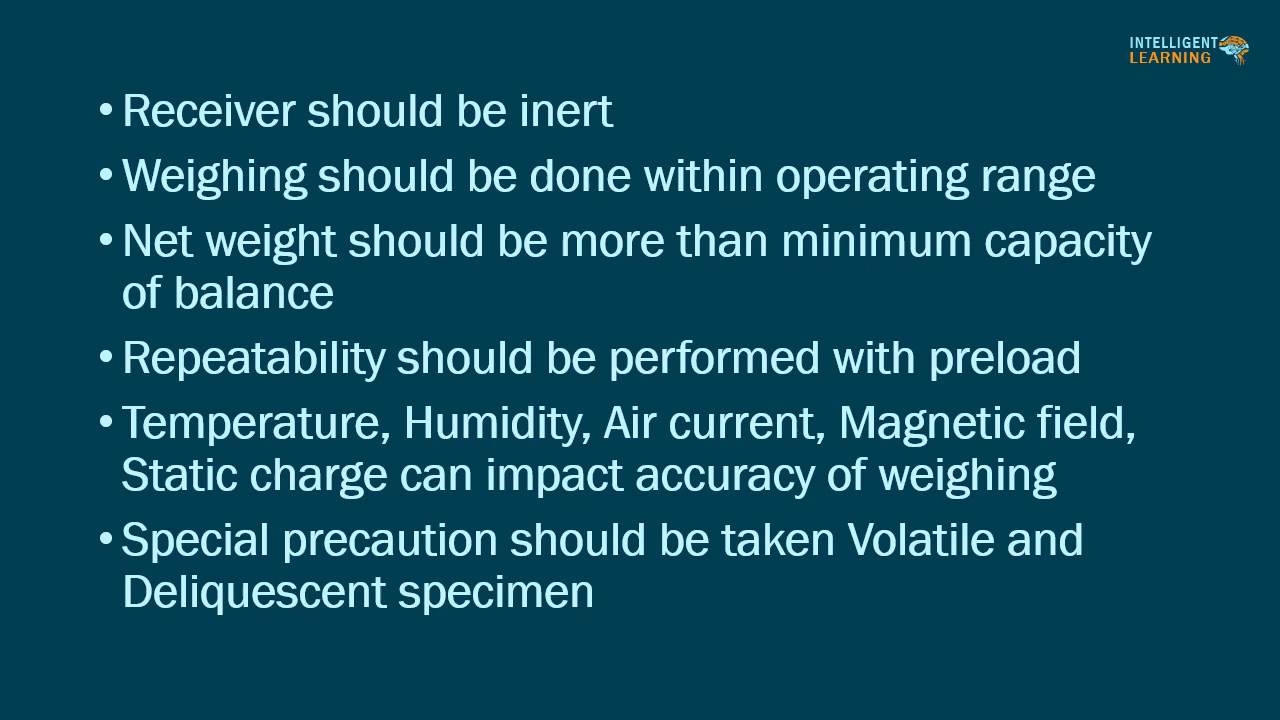 INTELLIGENT
LEARNING
• Receiver should be inert
• Weighing should be done within operating range
• Net weight should be more than minimum capacity
of balance
• Repeatability should be performed with preload
• Temperature, Humidity, Air current, Magnetic field,
Static charge can impact accuracy of weighing
• Special precaution should be taken Volatile and
Deliquescent specimen